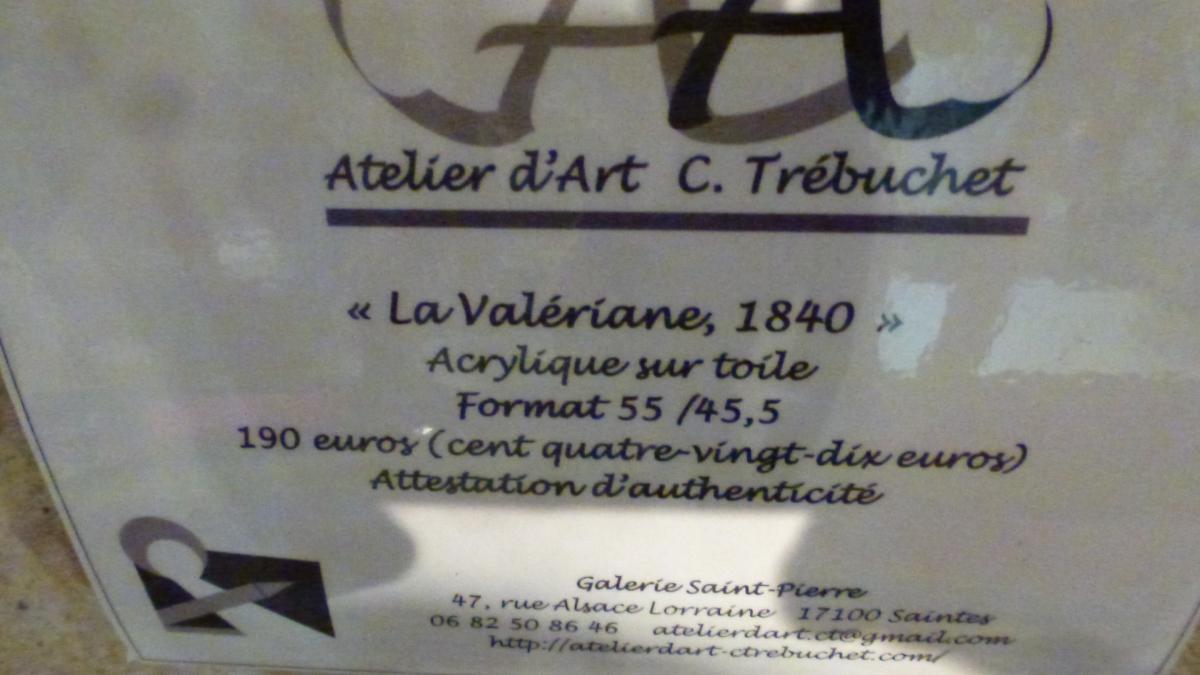 Atelier d'Art C. Trébuchet
« La Valériane, 1840 »
Acrylique sur toile
Format 55 /45,5
190 euros (cent quatre-vingt-dix euros)
Attestation d'authenticité
Galerie Saint-Pierre
47, rue Alsace Lorraine 17100 Saintes
06 82 50 86 46 atelierdart.ct@gmail.com
http://atelierdart-ctrebuchet.com/